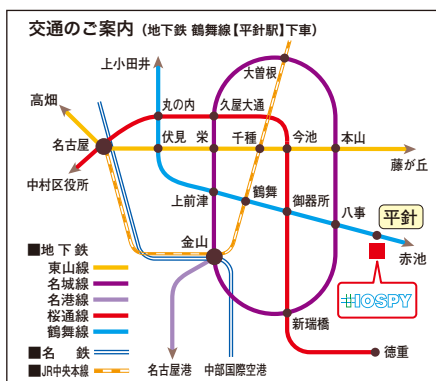 交通のご案内 (地下鉄 鶴舞線【平針駅】下車)
上小田井
大曽根
高畑
丸の内
久屋大通
名古屋
伏見
栄
千種
今池
本山
藤が丘
中村区役所
上前津
鶴舞
御器所
八事
平針
赤池
金山
HIOSPY
■地下鉄
東山線
名城線
名港線
桜通線
鶴舞線
■名鉄
■JR中央本線
新瑞橋
名古屋港
中部国際空港
徳重